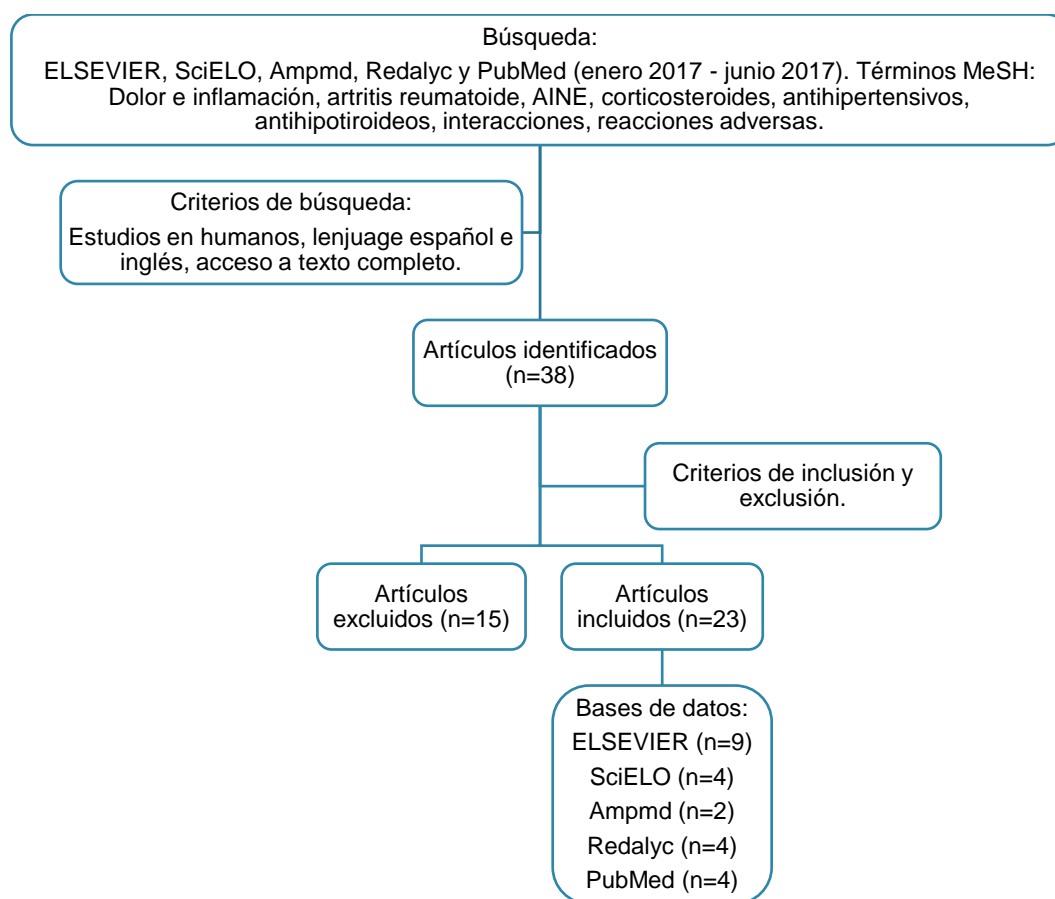 Búsqueda:
ELSEVIER, SciELO, Ampmd, Redalyc y PubMed (enero 2017 - junio 2017). Términos MeSH:
Dolor e inflamación, artritis reumatoide, AINE, corticosteroides, antihipertensivos,
antihipotiroideos, interacciones, reacciones adversas.
Criterios de búsqueda:
Estudios en humanos, lenjuage español e
inglés, acceso a texto completo.
Artículos identificados
(n=38)
Criterios de inclusión y
exclusión.
Artículos
excluidos (n=15)
Artículos
incluidos (n=23)
Bases de datos:
ELSEVIER (n=9)
SciELO (n=4)
Ampmd (n=2)
Redalyc (n=4)
PubMed (n=4)